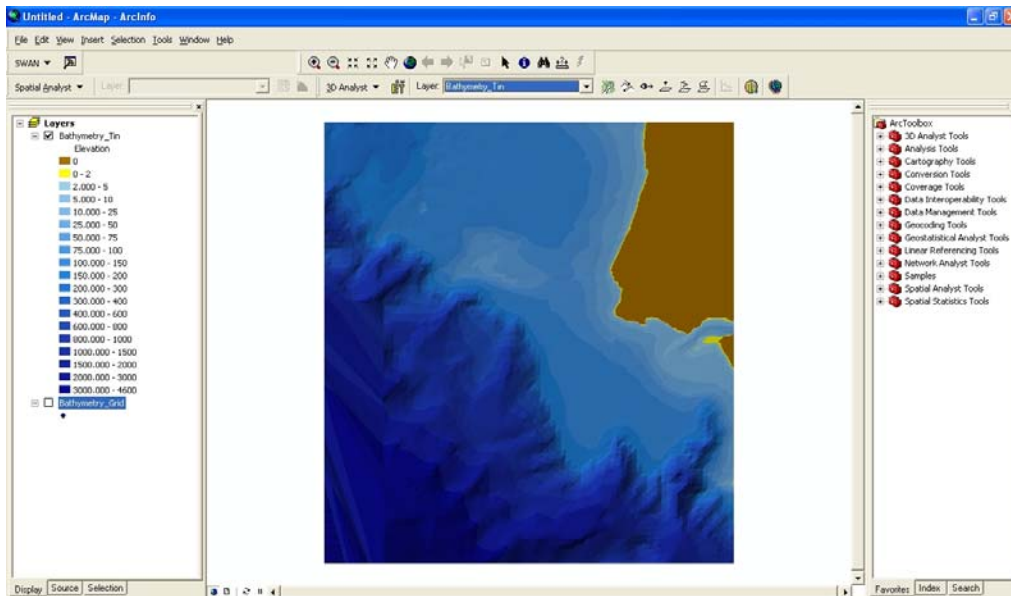 Untitled - ArcMap - ArcInfo
File Edit View Insert Selection Tools Window Help
SWAN
Spatial Analyst Layer: 3D Analyst Layer: Bathymetry_Tin
Layers
Bathymetry_Tin
Elevation
0
0 - 2
2.000 - 5
5.000 - 10
10.000 - 25
25.000 - 50
50.000 - 75
75.000 - 100
100.000 - 150
150.000 - 200
200.000 - 300
300.000 - 400
400.000 - 600
600.000 - 800
800.000 - 1000
1000.000 - 1500
1500.000 - 2000
2000.000 - 3000
3000.000 - 4600
Bathymetry_Grid
Display Source Selection
ArcToolbox
3D Analyst Tools
Analysis Tools
Cartography Tools
Conversion Tools
Coverage Tools
Data Interoperability Tools
Data Management Tools
Geocoding Tools
Geostatistical Analyst Tools
Linear Referencing Tools
Network Analyst Tools
Samples
Spatial Analyst Tools
Spatial Statistics Tools
Favorites Index Search